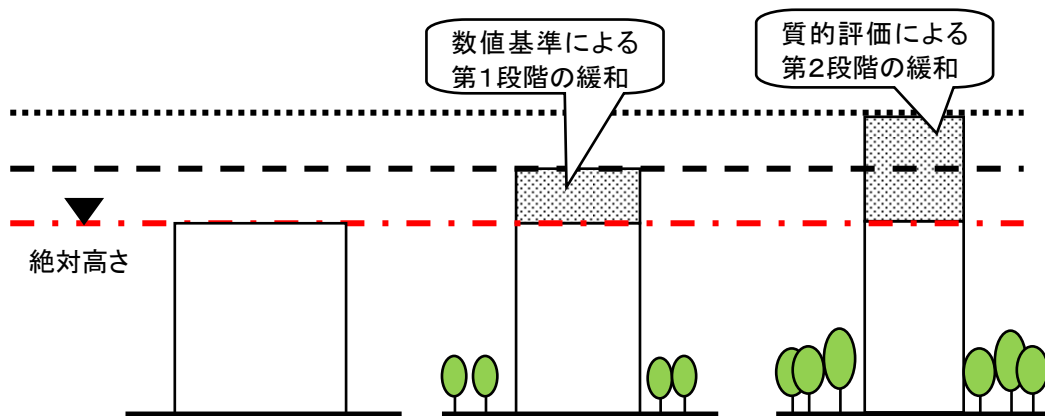 数値基準による
第1段階の緩和
質的評価による
第2段階の緩和
絶対高さ